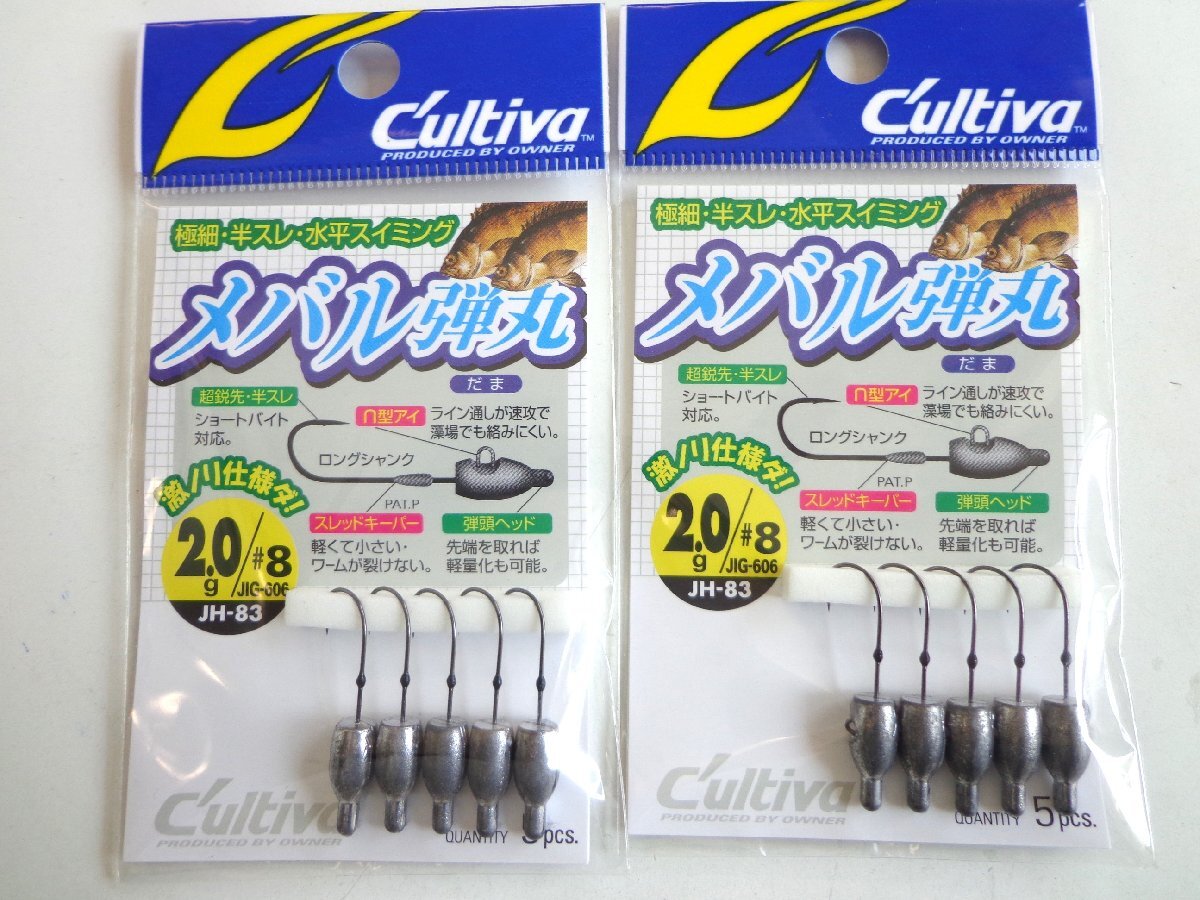 C'ultiva™
PRODUCED BY OWNER
極細・半スレ・水平スイミング
メバル弾丸
だま
超鋭先・半スレ
ショートバイト
対応。
∩型アイ
ライン通しが速攻で
藻場でも絡みにくい。
ロングシャンク
激ノリ仕様ダ!
PAT.P
スレッドキーパー
軽くて小さい・
ワームが裂けない。
弾頭ヘッド
先端を取れば
軽量化も可能。
2.0g/#8
JIG-606
JH-83
C'ultiva
PRODUCED BY OWNER
QUANTITY pcs.
C'ultiva™
PRODUCED BY OWNER
極細・半スレ・水平スイミング
メバル弾丸
だま
超鋭先・半スレ
ショートバイト
対応。
∩型アイ
ライン通しが速攻で
藻場でも絡みにくい。
ロングシャンク
激ノリ仕様ダ!
PAT.P
スレッドキーパー
軽くて小さい・
ワームが裂けない。
弾頭ヘッド
先端を取れば
軽量化も可能。
2.0g/#8
JIG-606
JH-83
C'ultiva
PRODUCED BY OWNER
QUANTITY 5pcs.